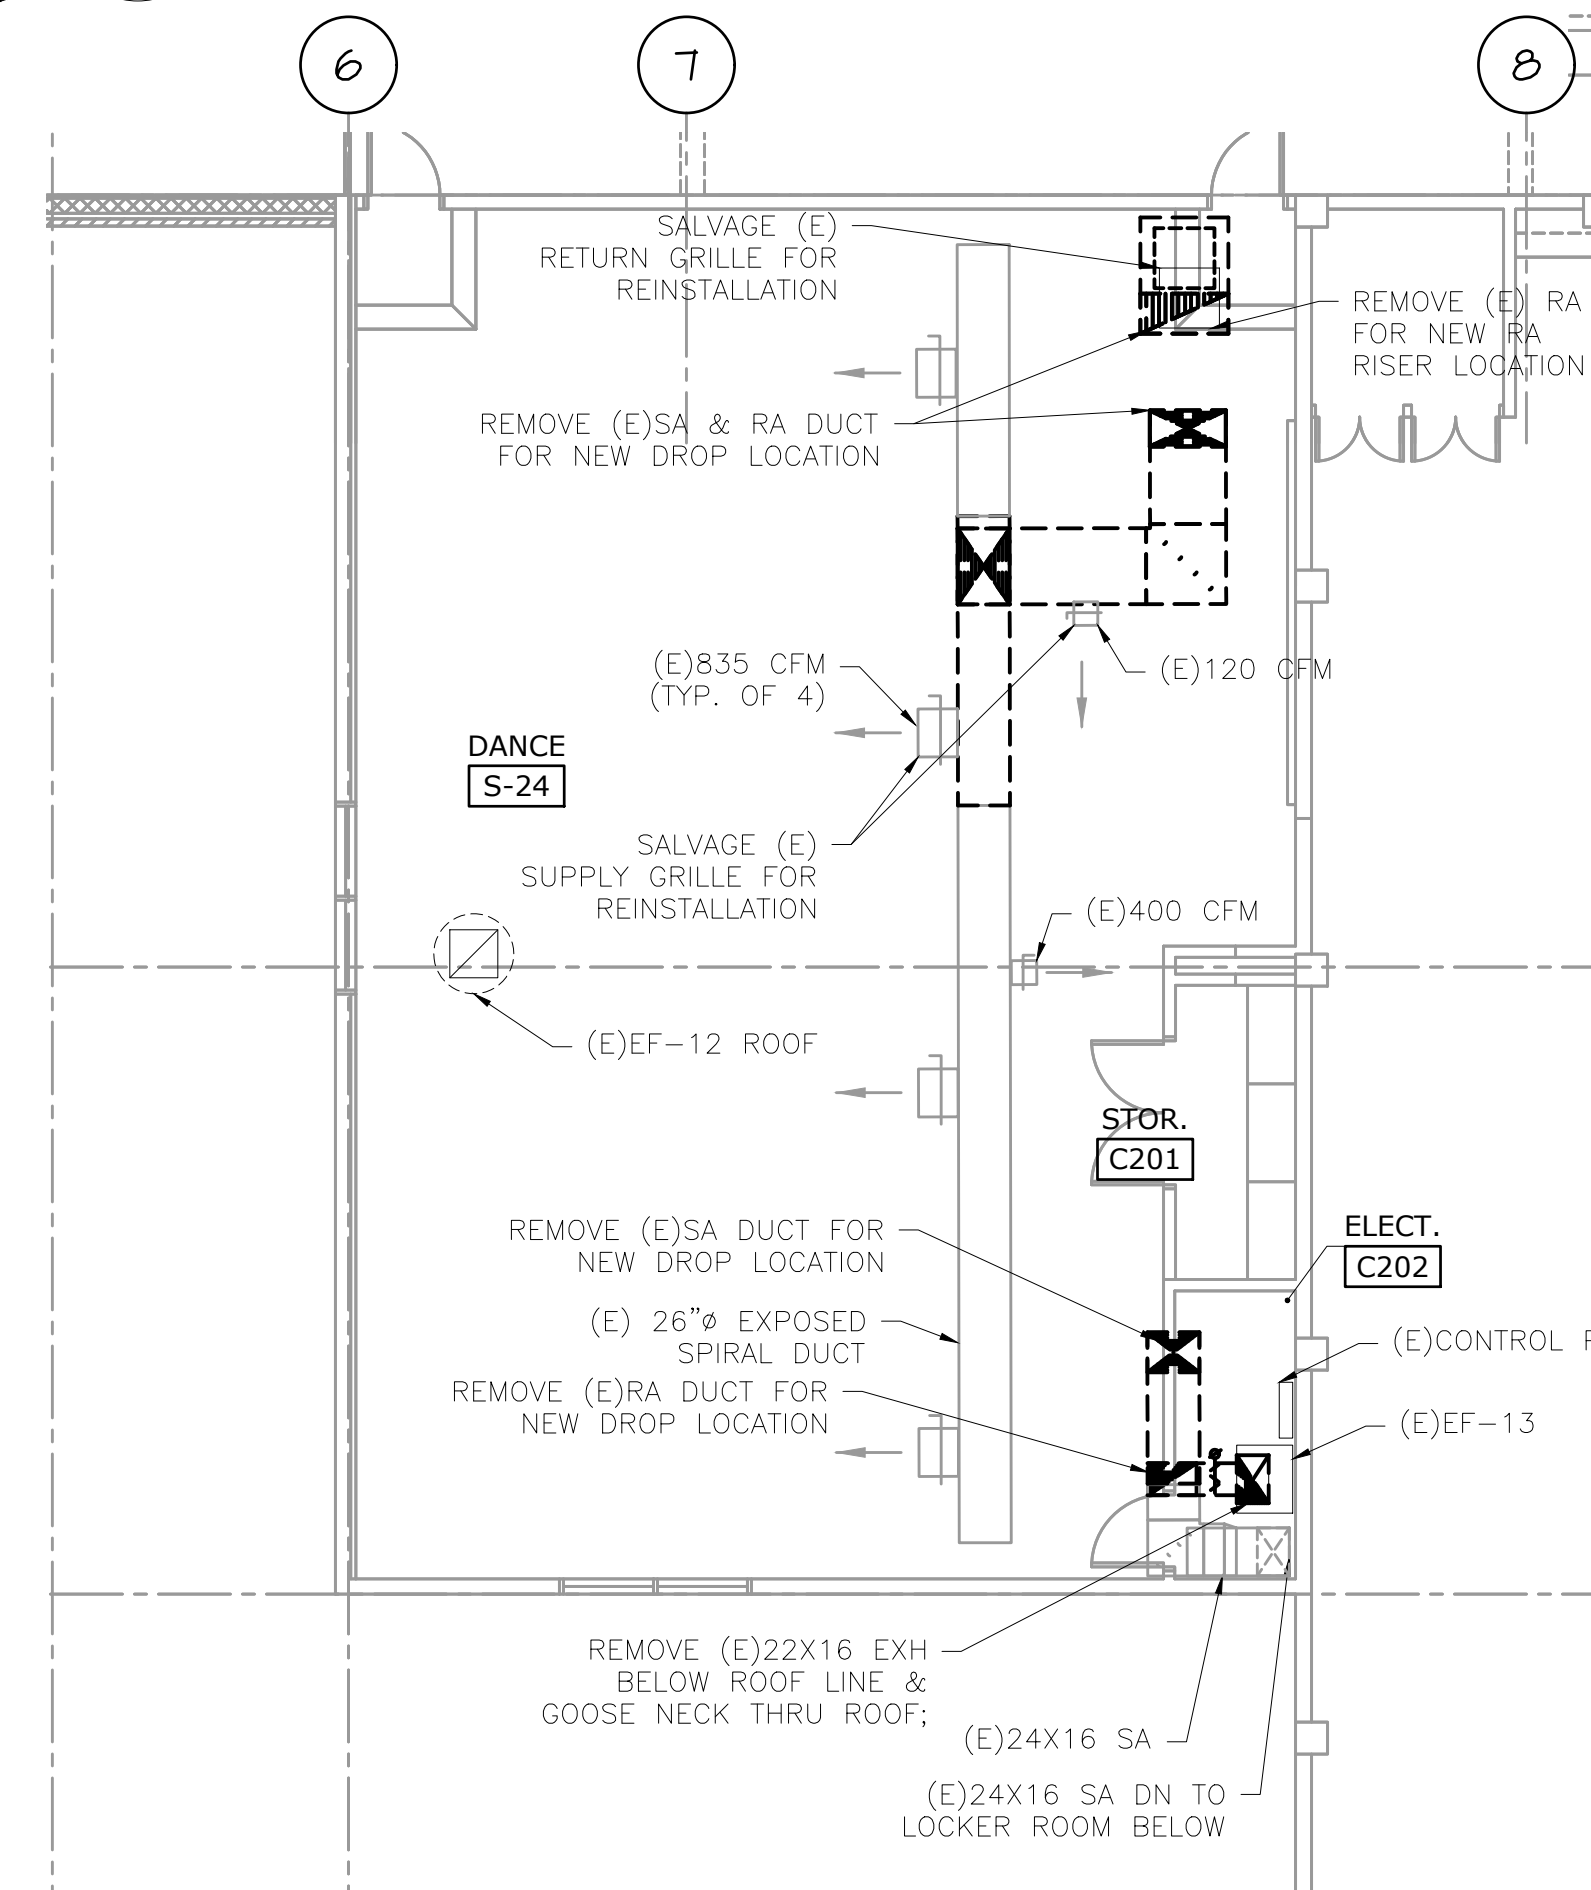 6
7
8
SALVAGE (E)
RETURN GRILLE FOR
REINSTALLATION
REMOVE (E) RA
FOR NEW RA
RISER LOCATION
REMOVE (E)SA & RA DUCT
FOR NEW DROP LOCATION
(E)835 CFM
(TYP. OF 4)
(E)120 CFM
DANCE
S-24
SALVAGE (E)
SUPPLY GRILLE FOR
REINSTALLATION
(E)400 CFM
(E)EF-12 ROOF
STOR.
C201
REMOVE (E)SA DUCT FOR
NEW DROP LOCATION
ELECT.
C202
(E) 26"ø EXPOSED
SPIRAL DUCT
(E)CONTROL
REMOVE (E)RA DUCT FOR
NEW DROP LOCATION
(E)EF-13
REMOVE (E)22X16 EXH
BELOW ROOF LINE &
GOOSE NECK THRU ROOF;
(E)24X16 SA
(E)24X16 SA DN TO
LOCKER ROOM BELOW